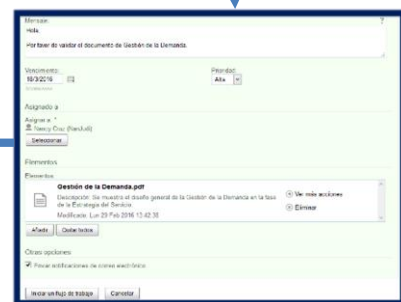 Mensaje:
?
Hola,
Por favor de validar el documento de Gestión de la Demanda.
Vencimiento
Prioridad
10/3/2016
Alta
Asignado a
Asignar a: *
Nancy Cruz
Seleccionar
Elementos
Elementos
Gestión de la Demanda.pdf
Descripción: Se muestra el diseño general de la Gestión de la Demanda en la fase
de la Estrategia del Servicio
Modificado: Lun 29 Feb 2016 13:42:38
Ver más acciones
Eliminar
Añadir
Quitar todos
Otras opciones
Enviar notificaciones de correo electrónico
Iniciar un flujo de trabajo
Cancelar